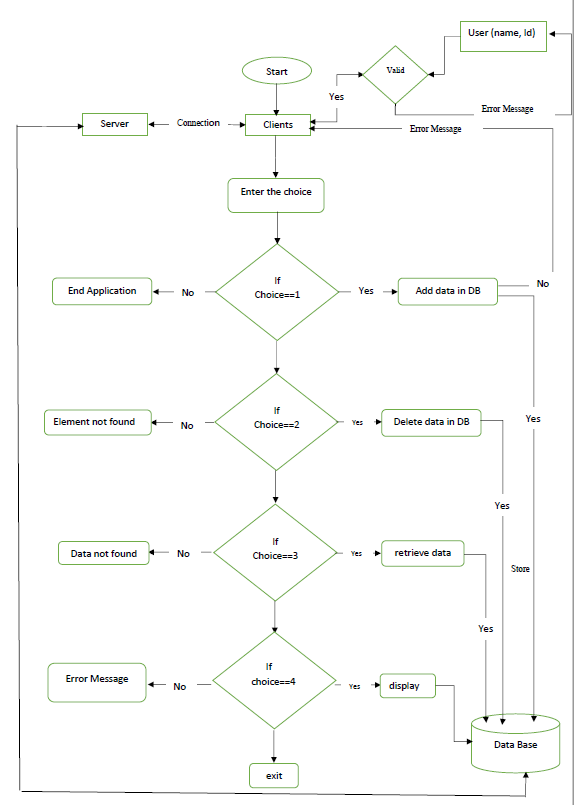 User (name, Id)
Valid
Start
Yes
Error Message
Server
Connection
Clients
Error Message
Enter the choice
If
Choice==1
End Application
No
Yes
Add data in DB
No
If
Choice==2
Element not found
No
Yes
Delete data in DB
Yes
Yes
If
Choice==3
Data not found
No
Yes
retrieve data
Store
Yes
If
choice==4
Error Message
No
Yes
display
Data Base
exit